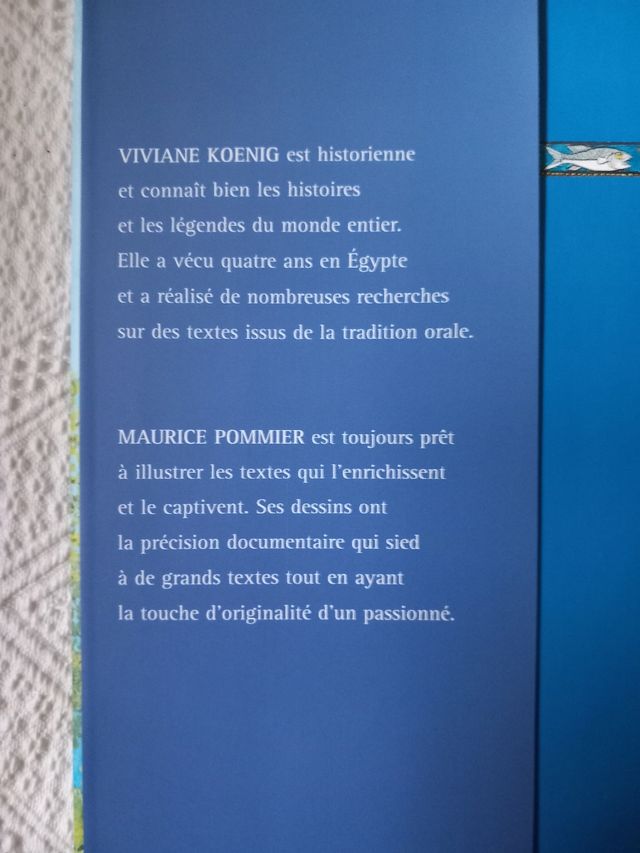 VIVIANE KOENIG est historienne
et connaît bien les histoires
et les légendes du monde entier.
Elle a vécu quatre ans en Égypte
et a réalisé de nombreuses recherches
sur des textes issus de la tradition orale.
MAURICE POMMIER est toujours prêt
à illustrer les textes qui l'enrichissent
et le captivent. Ses dessins ont
la précision documentaire qui sied
à de grands textes tout en ayant
la touche d'originalité d'un passionné.